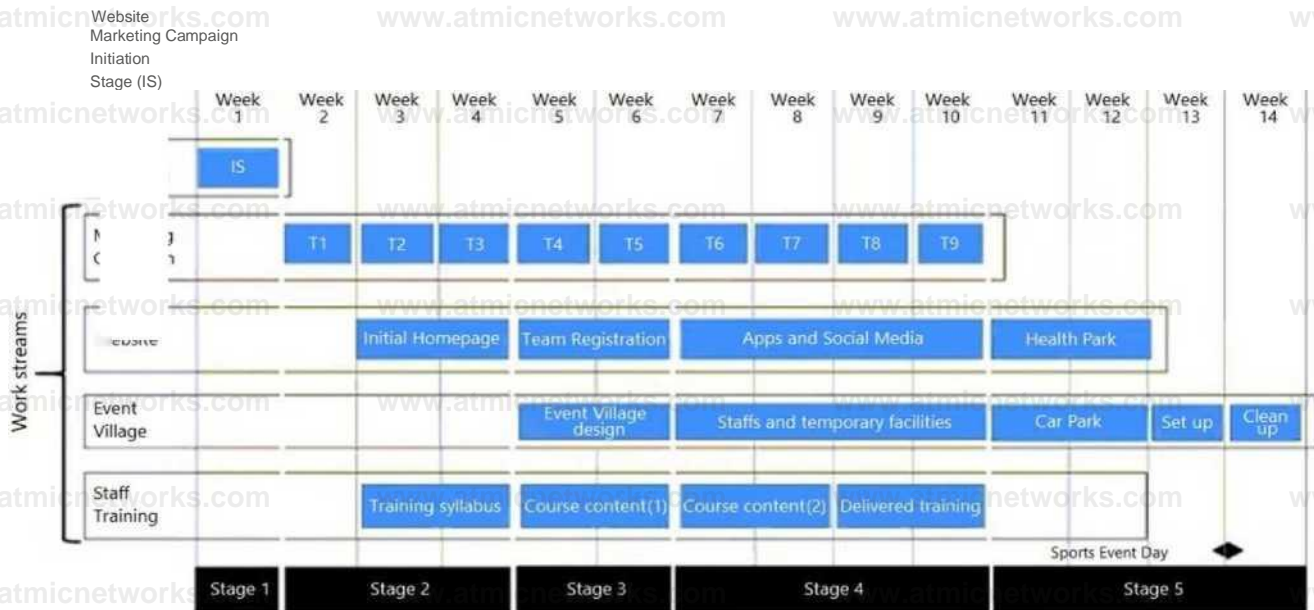 Website
Marketing Campaign
Initiation
Stage (IS)
Week 1
Week 2
Week 3
Week 4
Week 5
Week 6
Week 7
Week 8
Week 9
Week 10
Week 11
Week 12
Week 13
Week 14
IS
T1 T2 T3 T4 T5 T6 T7 T8 T9
Work streams
Initial Homepage
Team Registration
Apps and Social Media
Health Park
Event
Village
Event Village
design
Staffs and temporary facilities
Car Park
Set up
Clean
up
Staff
Training
Training syllabus
Course content(1)
Course content(2)
Delivered training
Sports Event Day
Stage 1
Stage 2
Stage 3
Stage 4
Stage 5
www.atmicnetworks.com